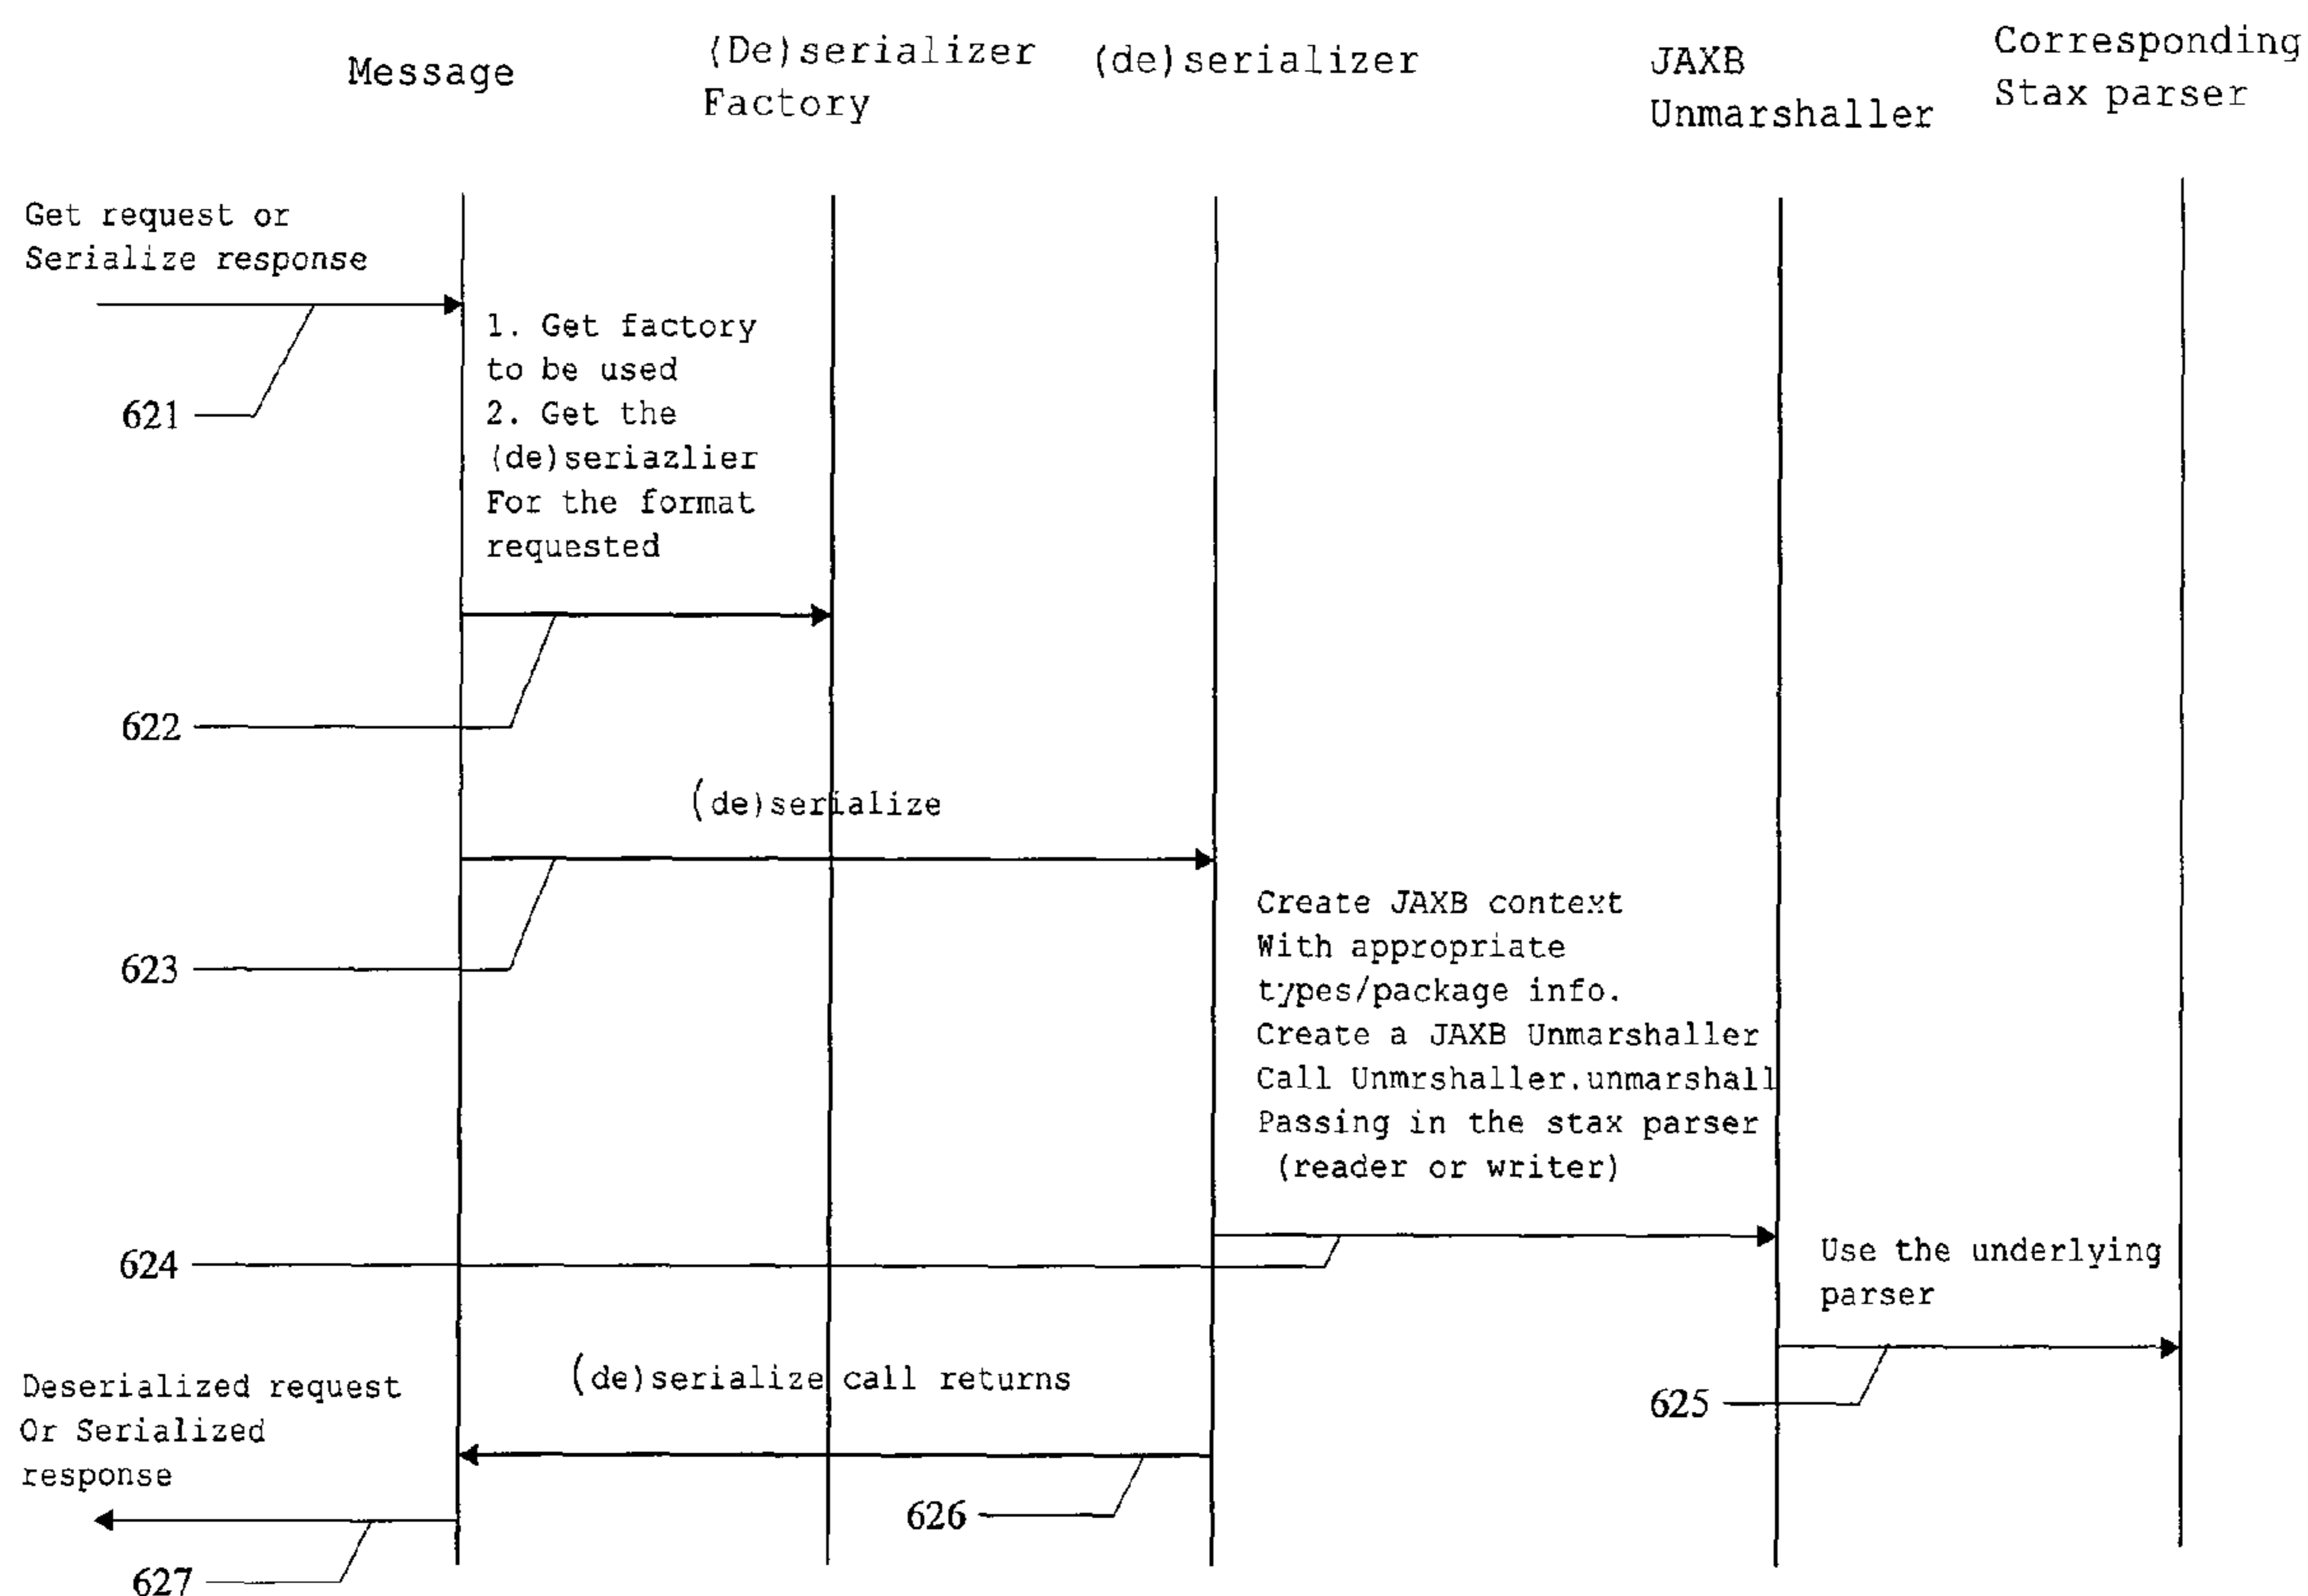 Message
(De)serializer
Factory
(de)serializer
JAXB
Unmarshaller
Corresponding
Stax parser
Get request or
Serialize response
1. Get factory
to be used
2. Get the
(de)seriazlier
For the format
requested
621
622
(de)serialize
623
Create JAXB context
With appropriate
types/package info.
Create a JAXB Unmarshaller
Call Unmrshaller.unmarshall
Passing in the stax parser
(reader or writer)
624
Use the underlying
parser
625
(de)serialize call returns
626
Deserialized request
Or Serialized
response
627